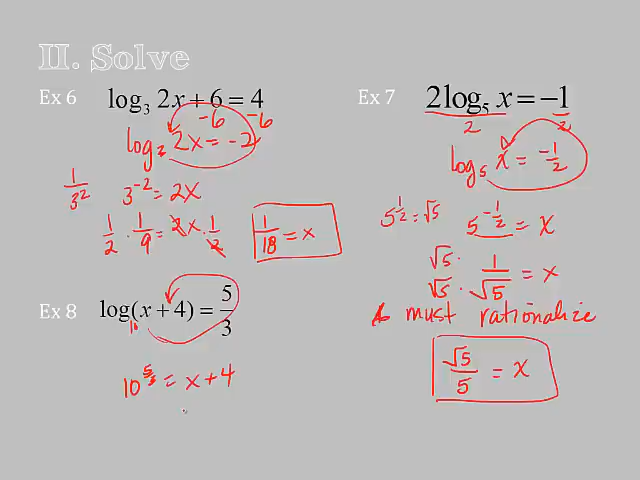 II. Solve
Ex 6
log₃ 2x + 6 = 4
-6 -6
log₃ 2x = -2
1/3² 3⁻² = 2x
1/2 · 1/9 = 2x · 1/2
1/18 = x
Ex 7
2log₅ x = -1
2 2
log₅ x = -1/2
5^(1/2) = √5 5^(-1/2) = x
√5/√5 · 1/√5 = x
must rationalize
√5/5 = x
Ex 8
log(x + 4) = 5/3
10
10^(5/3) = x + 4